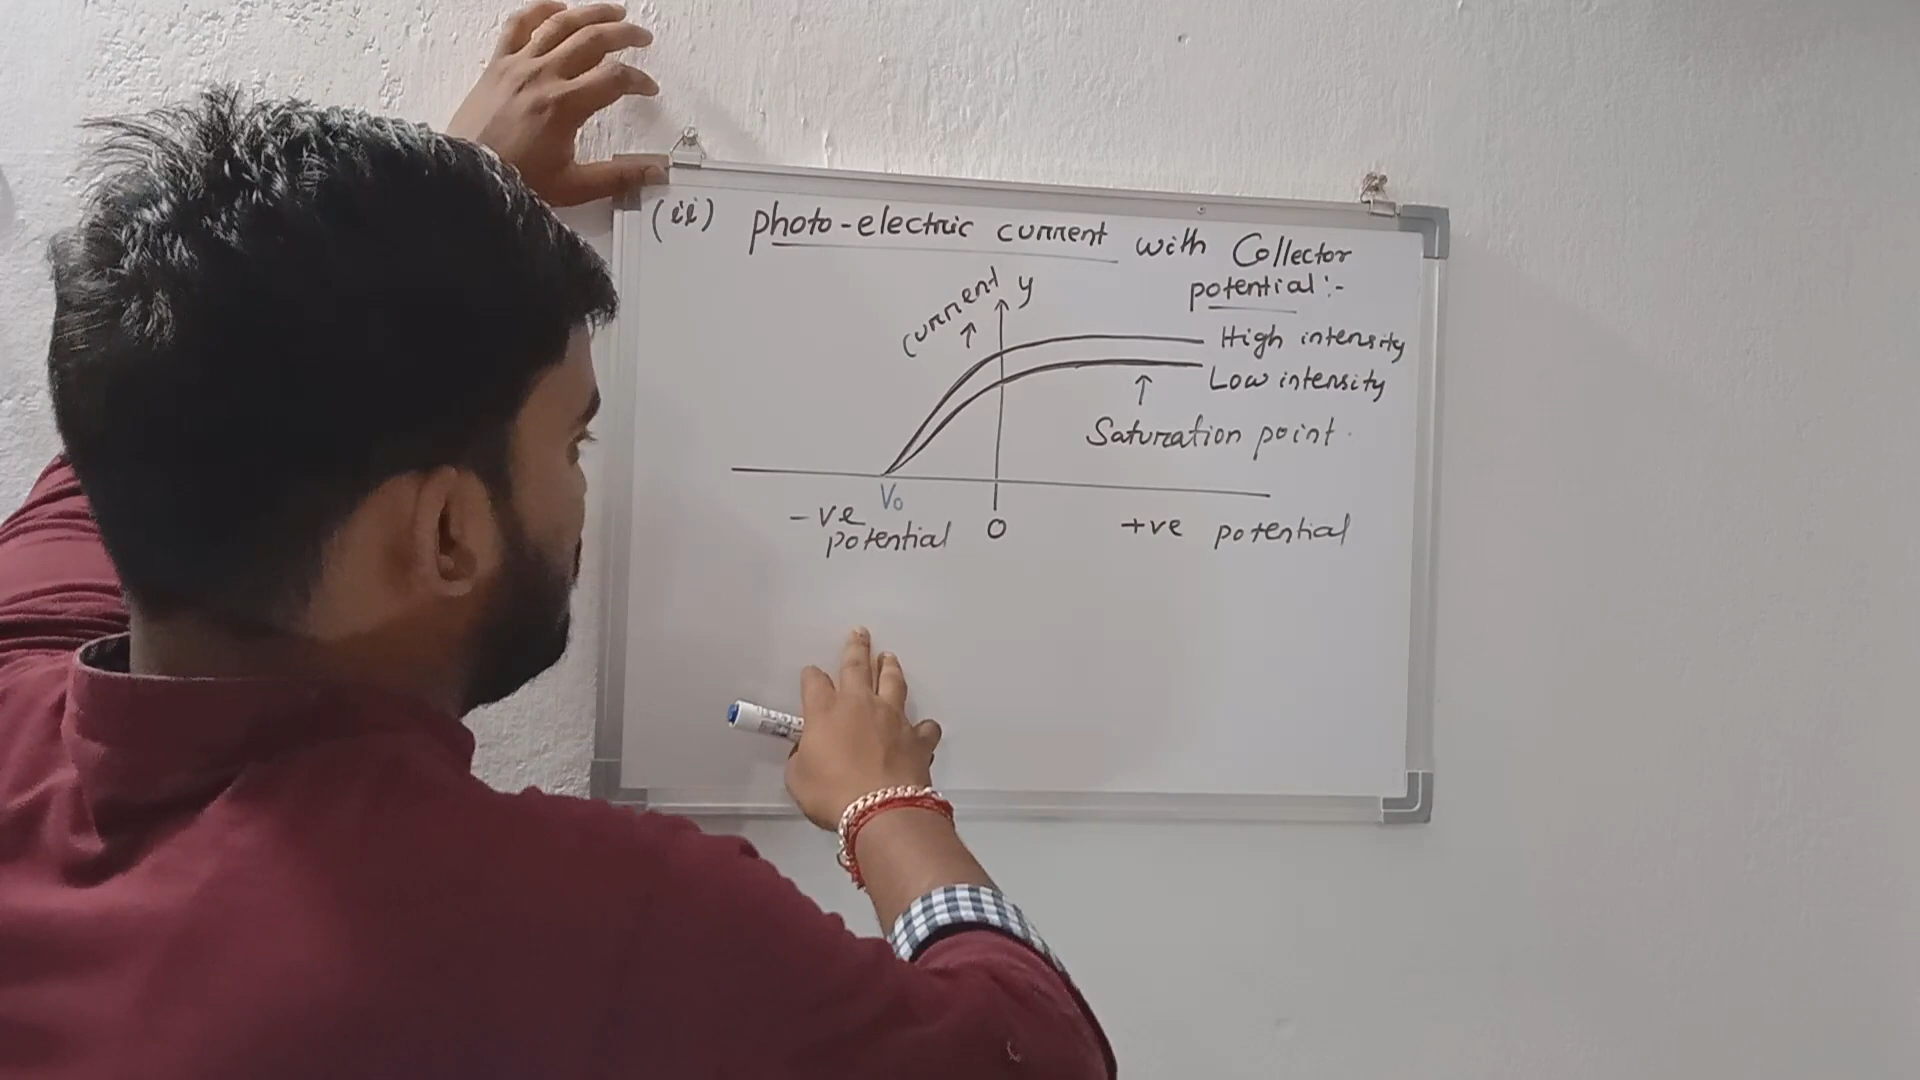 (ii) photo-electric current with Collector
potential:-
current y
High intensity
Low intensity
Saturation point.
V₀
-ve
potential
0
+ve potential